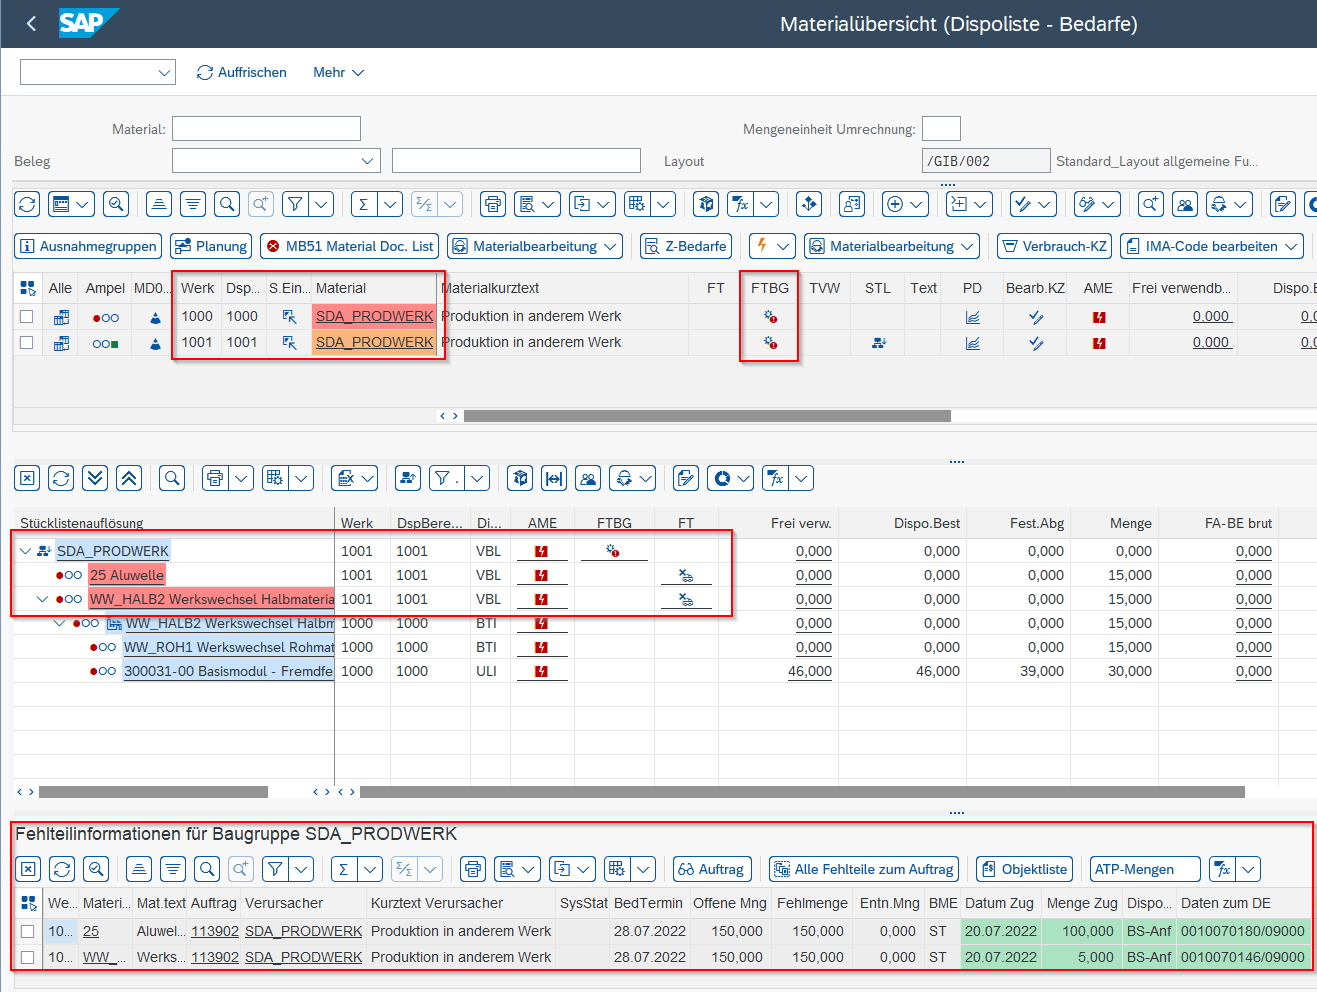 SAP Materialübersicht (Dispoliste - Bedarfe)
Auffrischen Mehr
Material: Mengeneinheit Umrechnung:
Beleg Layout /GIB/002 Standard_Layout allgemeine Fu...
Ausnahmegruppen Planung MB51 Material Doc. List Materialbearbeitung Z-Bedarfe Materialbearbeitung Verbrauch-KZ IMA-Code bearbeiten
Alle Ampel MD0... Werk Dsp... S.Ein... Material Materialkurztext FT FTBG TVW STL Text PD Bearb.KZ AME Frei verwendb... Dispo.E
1000 1000 SDA_PRODWERK Produktion in anderem Werk 0,000 0,0
1001 1001 SDA_PRODWERK Produktion in anderem Werk 0,000 0,0
Stücklistenauflösung Werk DspBere... Di... AME FTBG FT Frei verw. Dispo.Best Fest.Abg Menge FA-BE brut
SDA_PRODWERK 1001 1001 VBL 0,000 0,000 0,000 0,000 0,000
25 Aluwelle 1001 1001 VBL 0,000 0,000 0,000 15,000 0,000
WW_HALB2 Werkswechsel Halbmateria 1001 1001 VBL 0,000 0,000 0,000 15,000 0,000
WW_HALB2 Werkswechsel Halbm 1000 1000 BTI 0,000 0,000 0,000 15,000 0,000
WW_ROH1 Werkswechsel Rohmat 1000 1000 BTI 0,000 0,000 0,000 15,000 0,000
300031-00 Basismodul - Fremdfe 1000 1000 ULI 46,000 46,000 39,000 30,000 0,000
Fehlteilinformationen für Baugruppe SDA_PRODWERK
Auftrag Alle Fehlteile zum Auftrag Objektliste ATP-Mengen
We... Materi... Mat.text Auftrag Verursacher Kurztext Verursacher SysStat BedTermin Offene Mng Fehlmenge Entn.Mng BME Datum Zug Menge Zug Dispo... Daten zum DE
10... 25 Aluwel... 113902 SDA_PRODWERK Produktion in anderem Werk 28.07.2022 150,000 150,000 0,000 ST 20.07.2022 100,000 BS-Anf 0010070180/09000
10... WW_... Werks... 113902 SDA_PRODWERK Produktion in anderem Werk 28.07.2022 150,000 150,000 0,000 ST 20.07.2022 5,000 BS-Anf 0010070146/09000